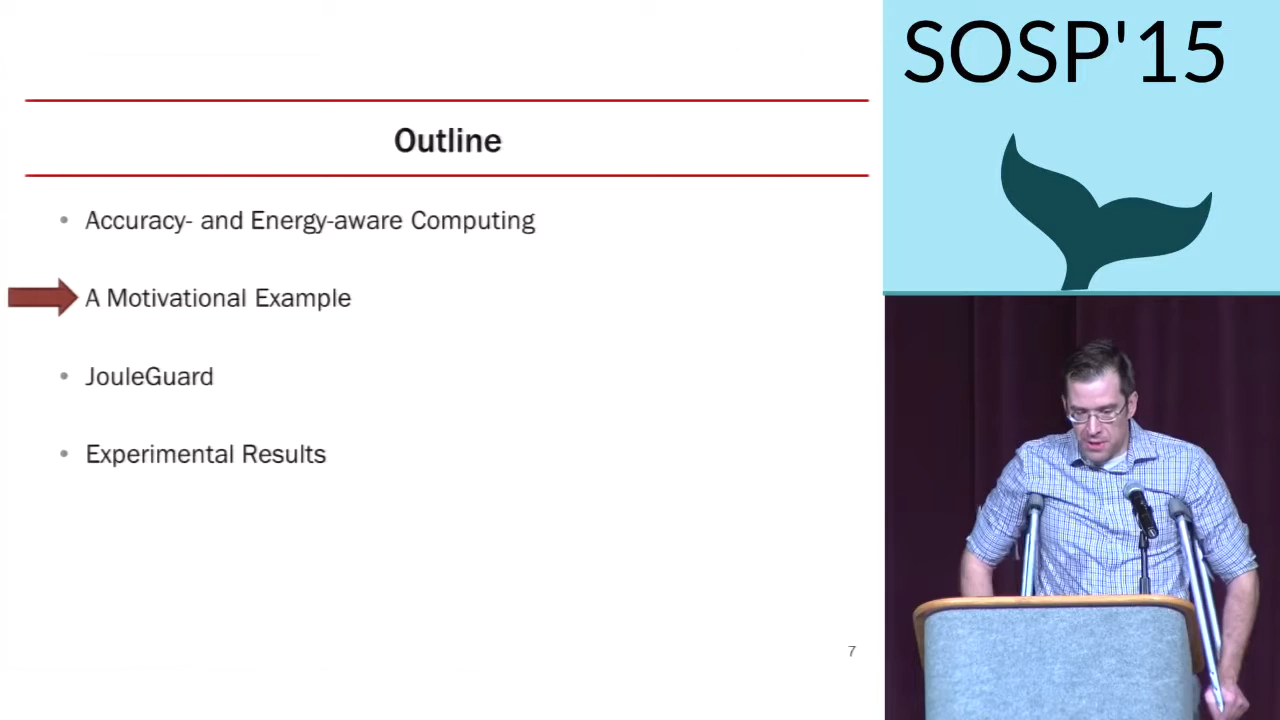 Outline
• Accuracy- and Energy-aware Computing
A Motivational Example
• JouleGuard
• Experimental Results
7
SOSP'15